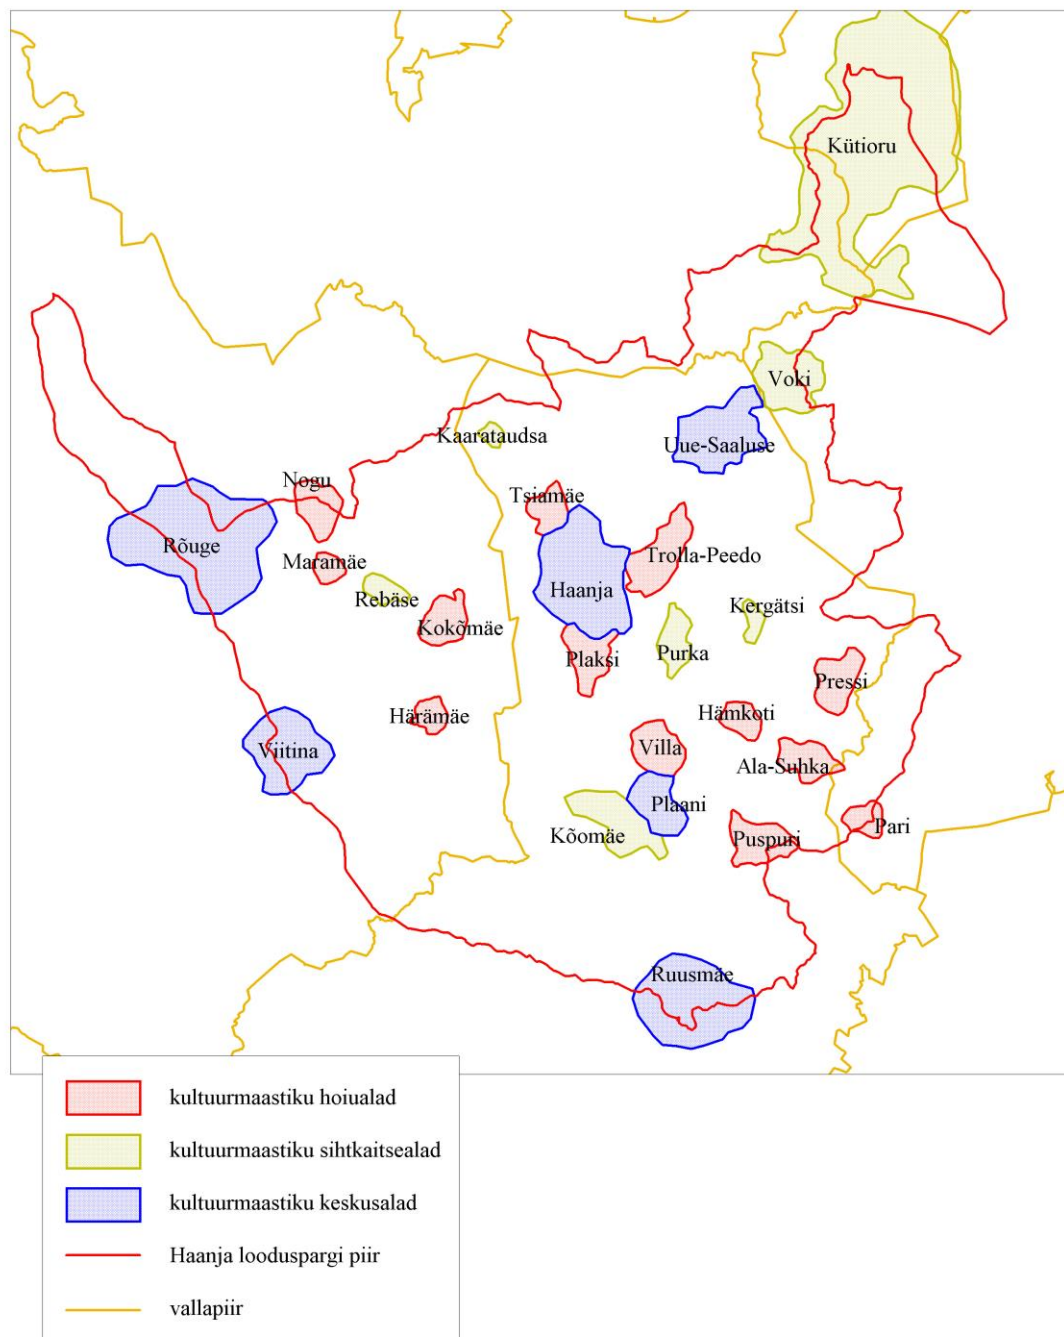 Kütioru
Voki
Kaarataudsa
Uue-Saaluse
Nogu
Tsiamäe
Rõuge
Maramäe
Trolla-Peedo
Rebäse
Haanja
Kergätsi
Kokõmäe
Plaksi
Purka
Pressi
Härämäe
Hämkoti
Viitina
Villa
Ala-Suhka
Plaani
Kõomäe
Puspuri
Pari
Ruusmäe
kultuurmaastiku hoiualad
kultuurmaastiku sihtkaitsealad
kultuurmaastiku keskusalad
Haanja looduspargi piir
vallapiir